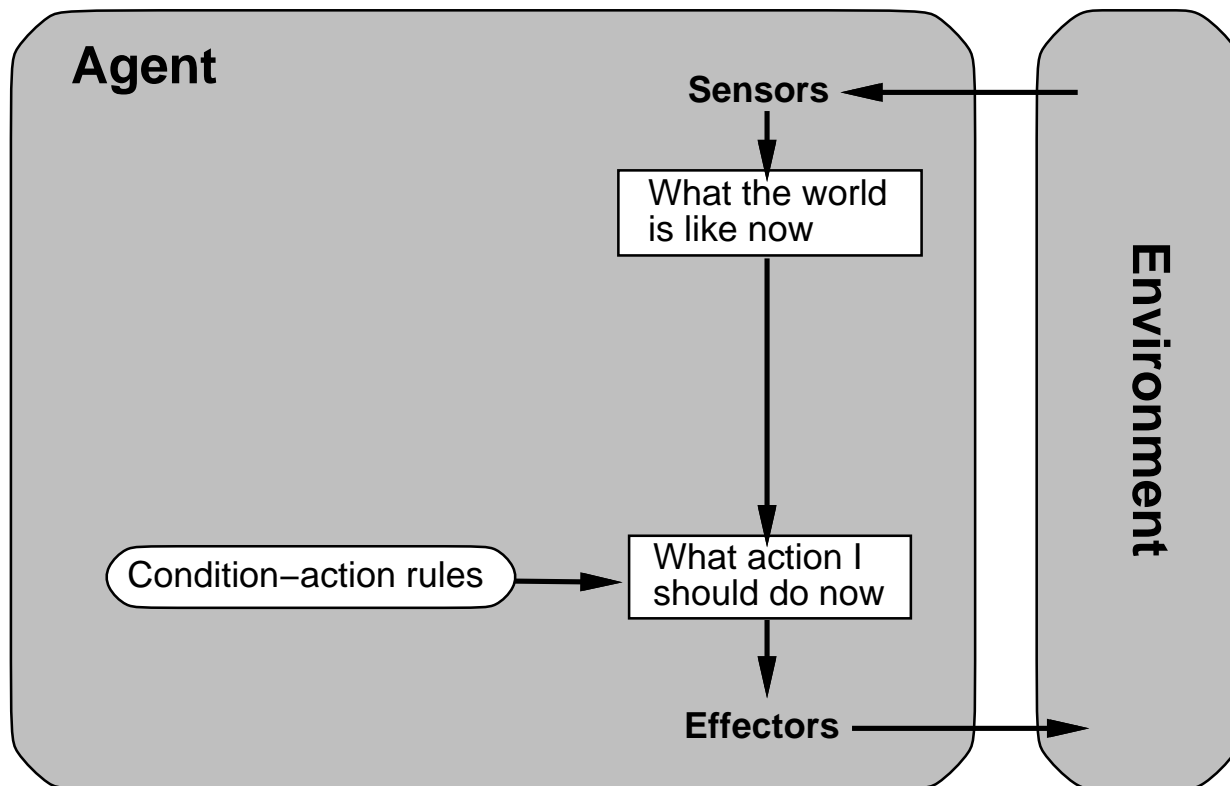 Agent
Sensors
What the world
is like now
Environment
Condition−action rules
What action I
should do now
Effectors